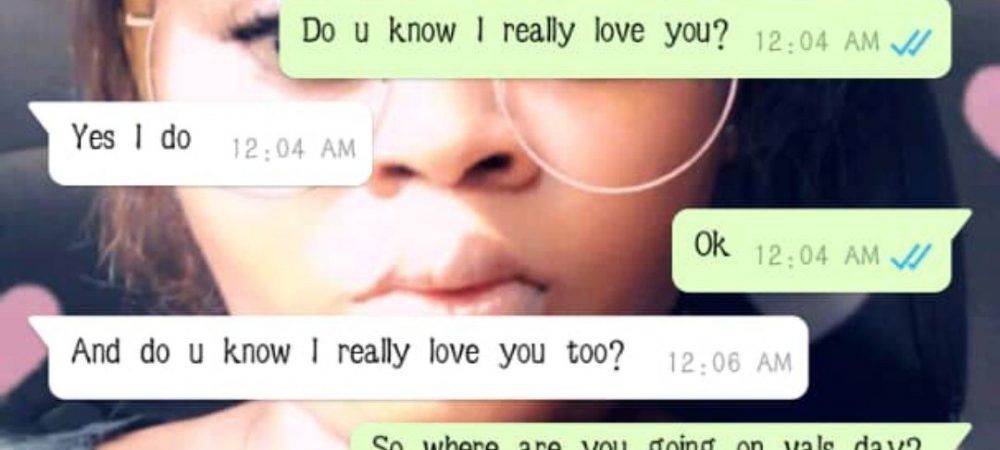 Do u know I really love you? 12:04 AM
Yes I do 12:04 AM
Ok 12:04 AM
And do u know I really love you too? 12:06 AM
So where are you going on vals day?